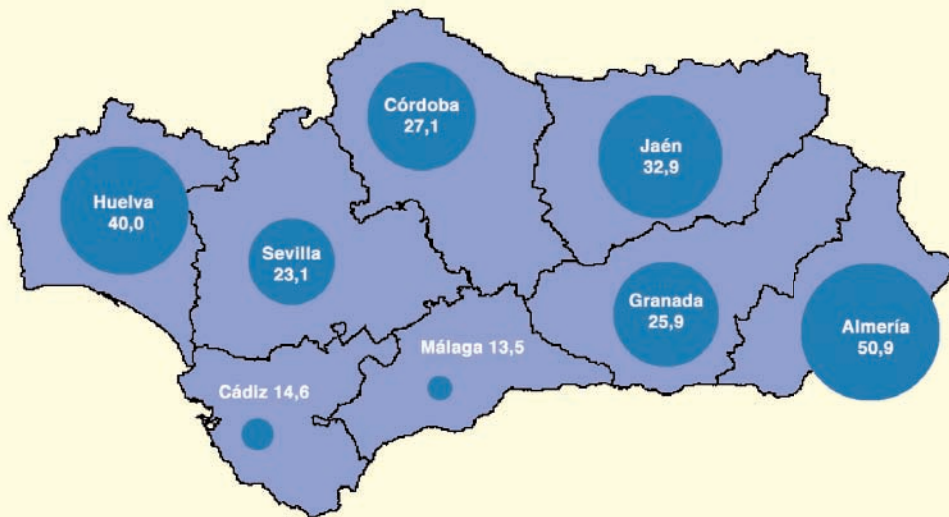 Córdoba
27,1
Jaén
32,9
Huelva
40,0
Sevilla
23,1
Granada
25,9
Almería
50,9
Málaga 13,5
Cádiz 14,6